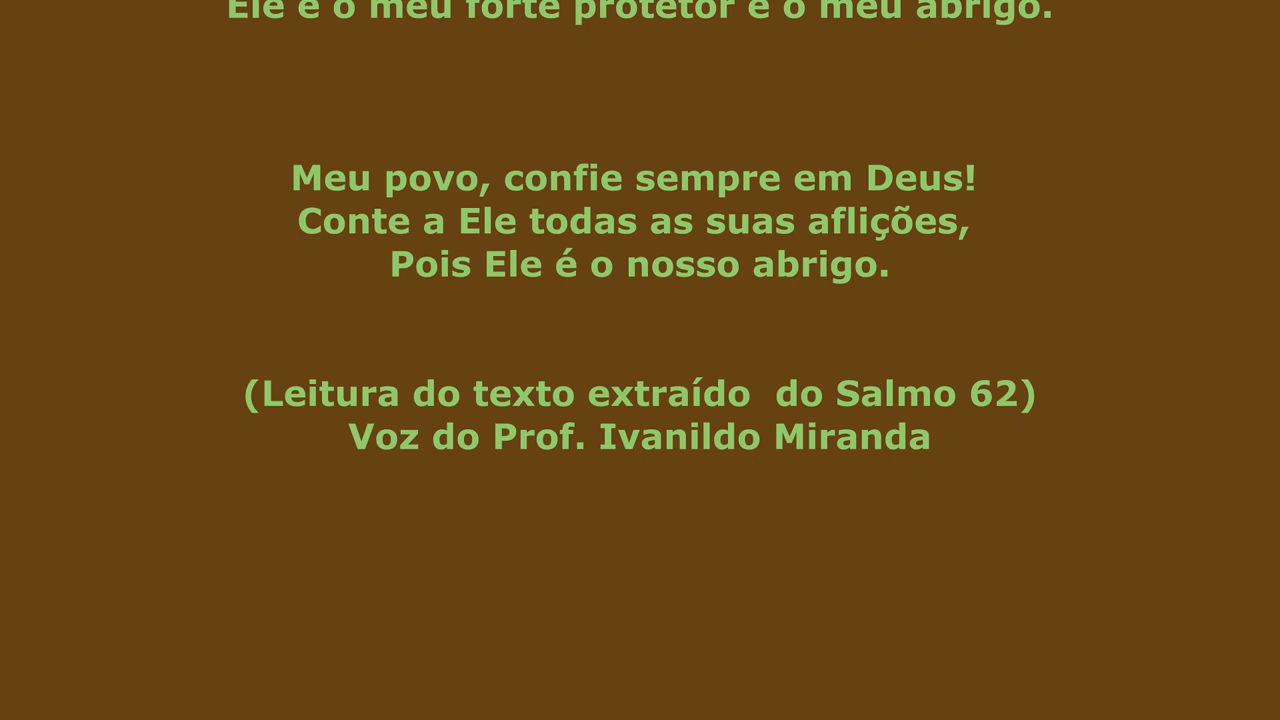 Ele é o meu forte protetor e o meu abrigo.
Meu povo, confie sempre em Deus!
Conte a Ele todas as suas aflições,
Pois Ele é o nosso abrigo.
(Leitura do texto extraído  do Salmo 62)
Voz do Prof. Ivanildo Miranda